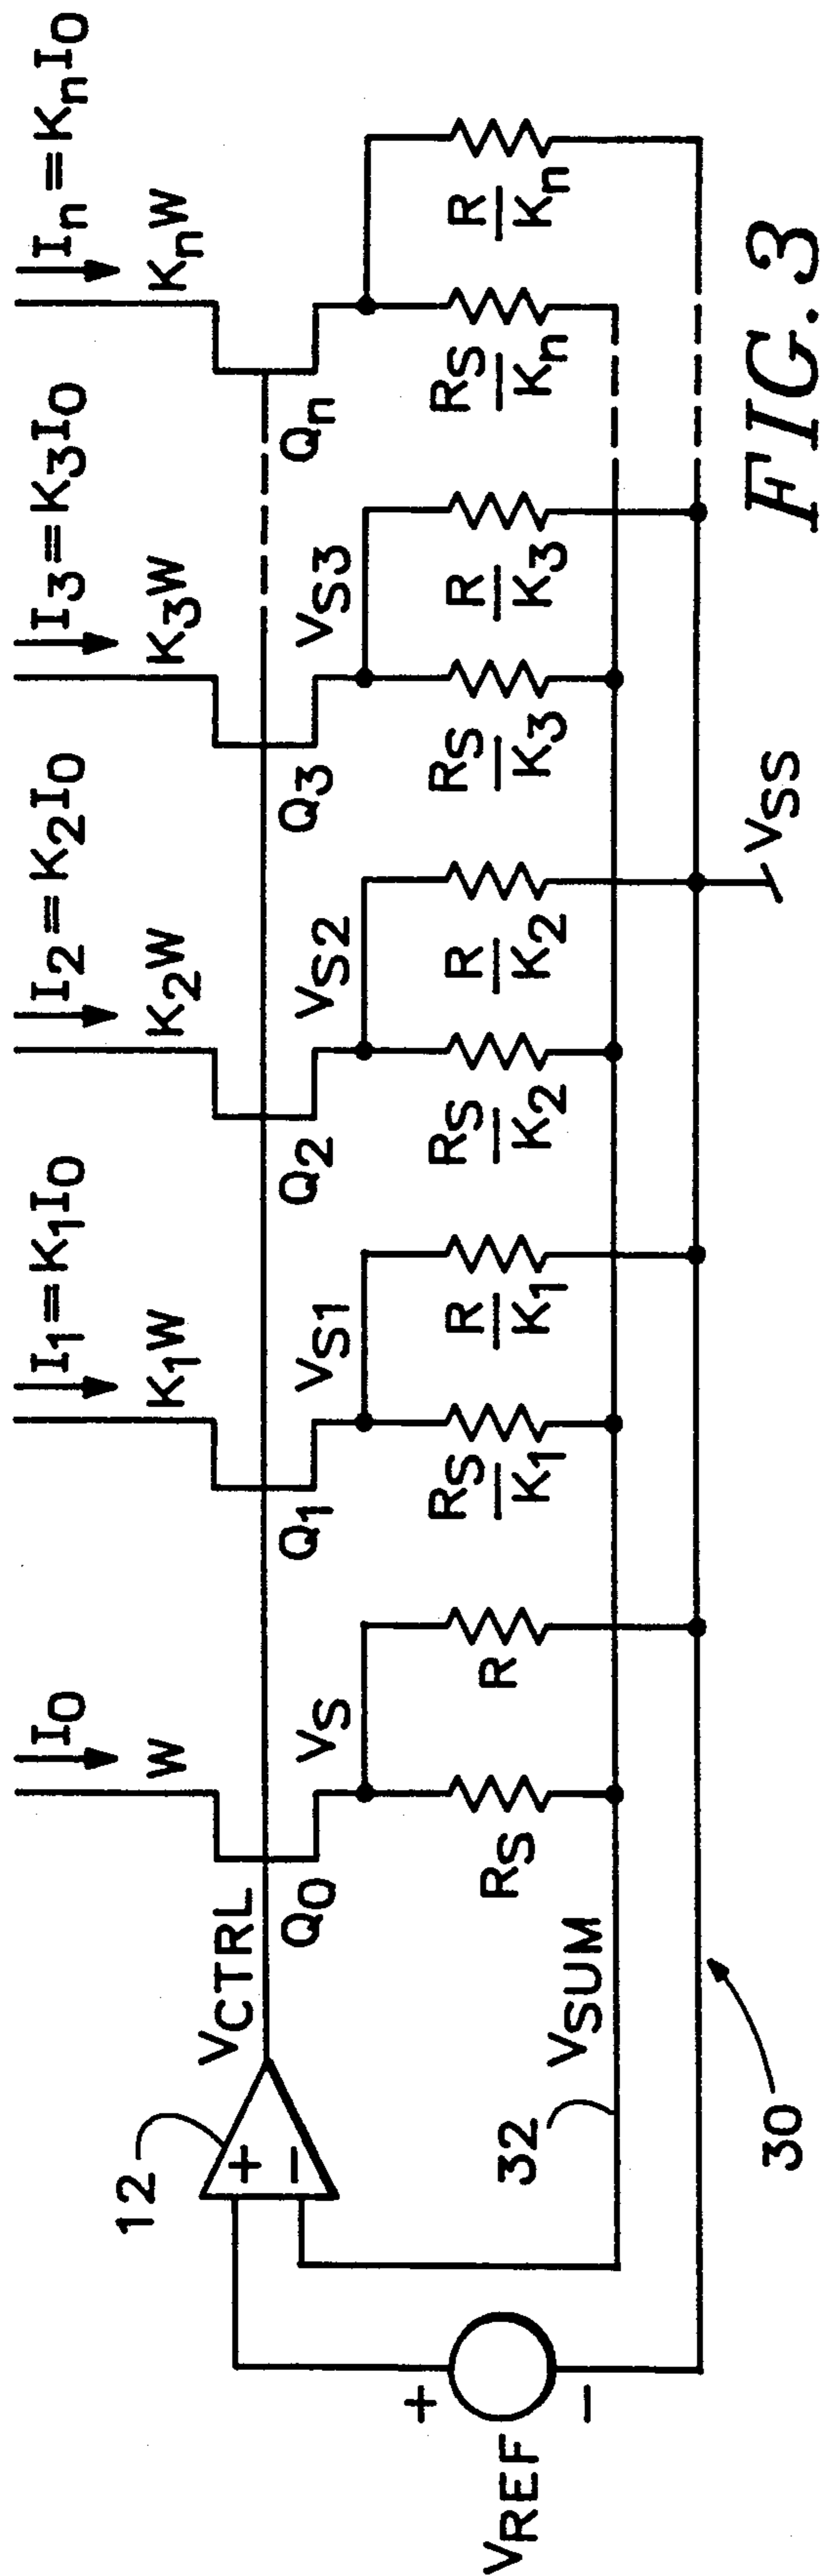 I0
I1=K1I0
I2=K2I0
I3=K3I0
In=KnI0
W
K1W
K2W
K3W
KnW
12
+
−
VCTRL
Q0
Q1
Q2
Q3
Qn
VS
VS1
VS2
VS3
VREF
+
−
RS
R
RS/K1
R/K1
RS/K2
R/K2
RS/K3
R/K3
RS/Kn
R/Kn
32
VSUM
30
VSS
FIG. 3